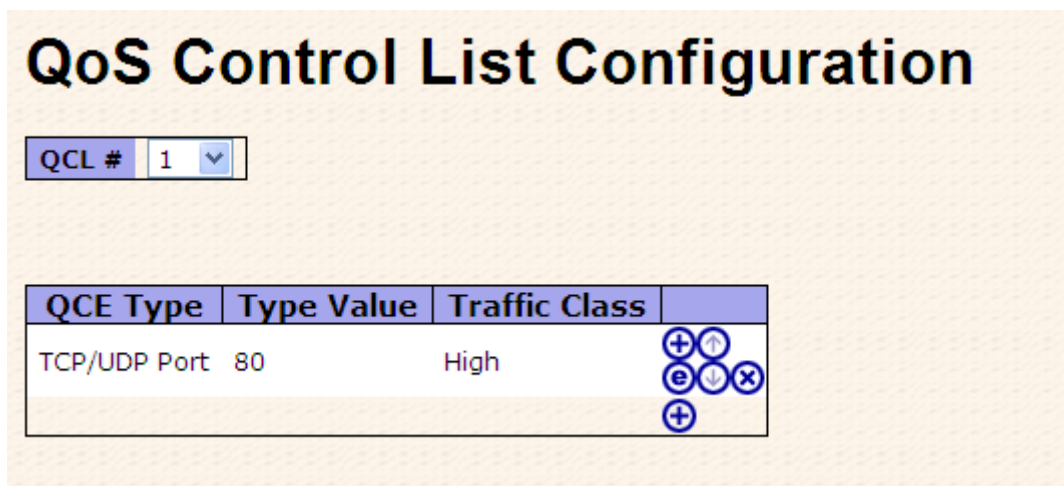 QoS Control List Configuration
QCL # 1
QCE Type Type Value Traffic Class
TCP/UDP Port 80 High
e